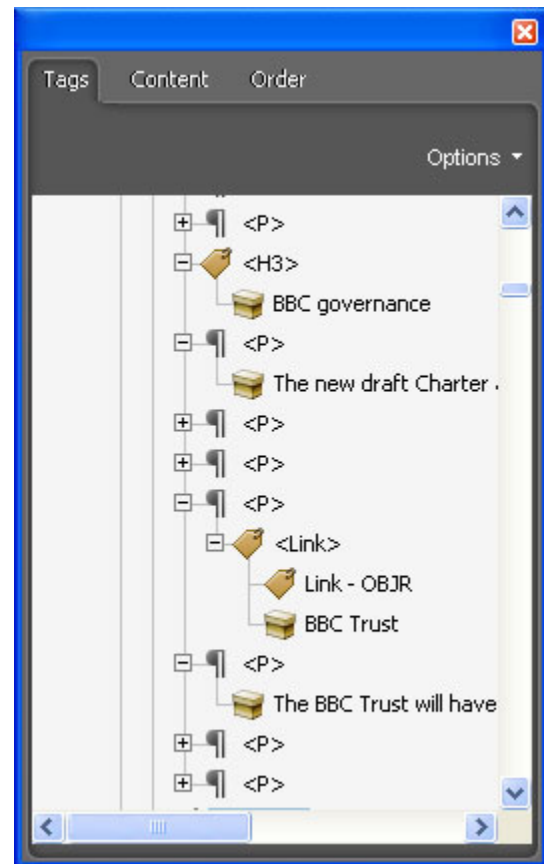 Tags Content Order
Options
<P>
<H3>
BBC governance
<P>
The new draft Charter
<P>
<P>
<P>
<Link>
Link - OBJR
BBC Trust
<P>
The BBC Trust will have
<P>
<P>